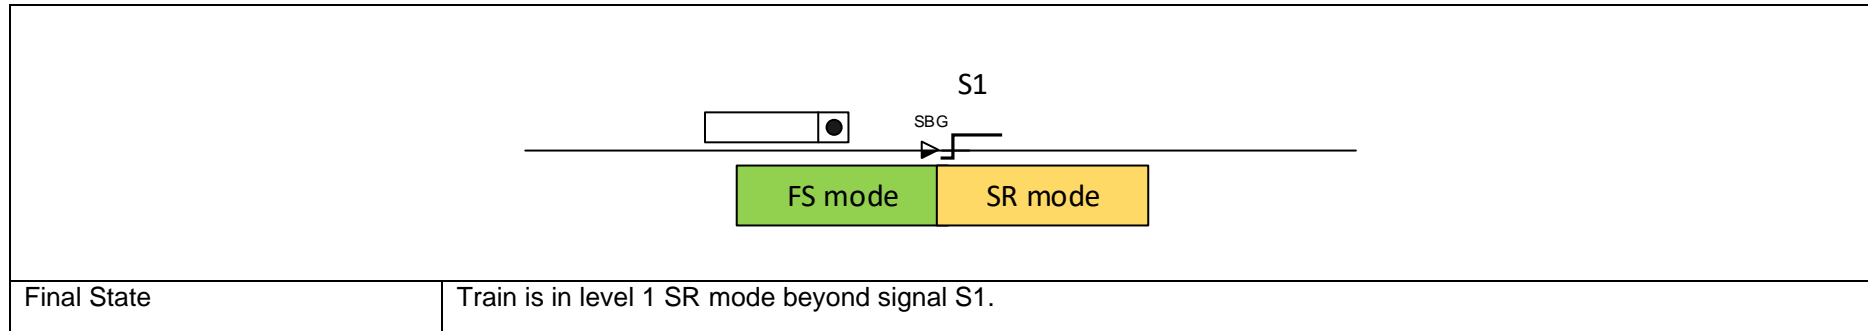 S1
SBG
FS mode
SR mode
Final State
Train is in level 1 SR mode beyond signal S1.